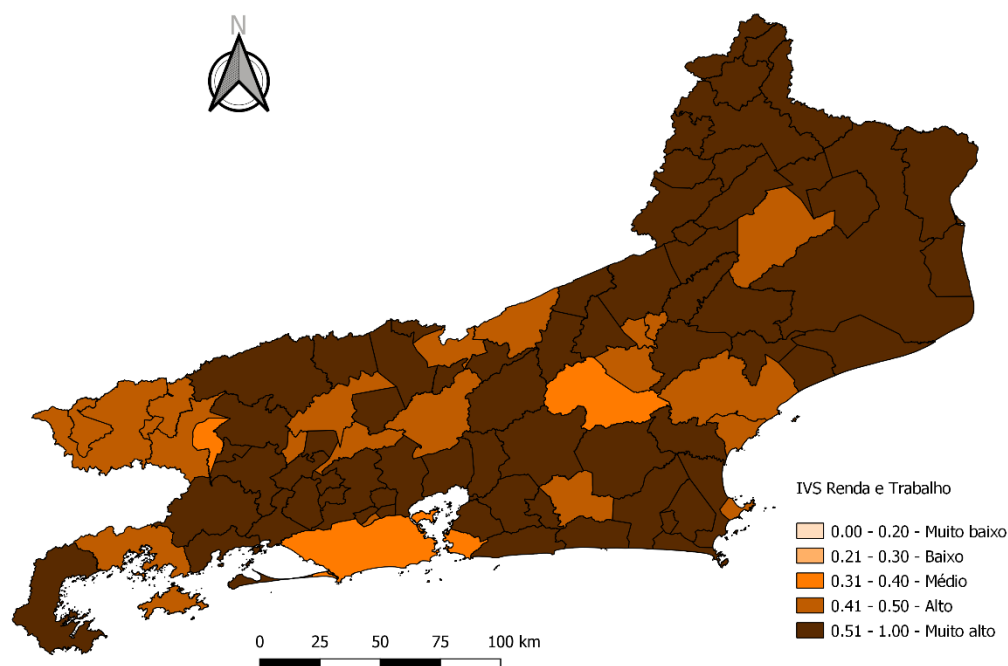 N
IVS Renda e Trabalho
0.00 - 0.20 - Muito baixo
0.21 - 0.30 - Baixo
0.31 - 0.40 - Médio
0.41 - 0.50 - Alto
0.51 - 1.00 - Muito alto
0 25 50 75 100 km